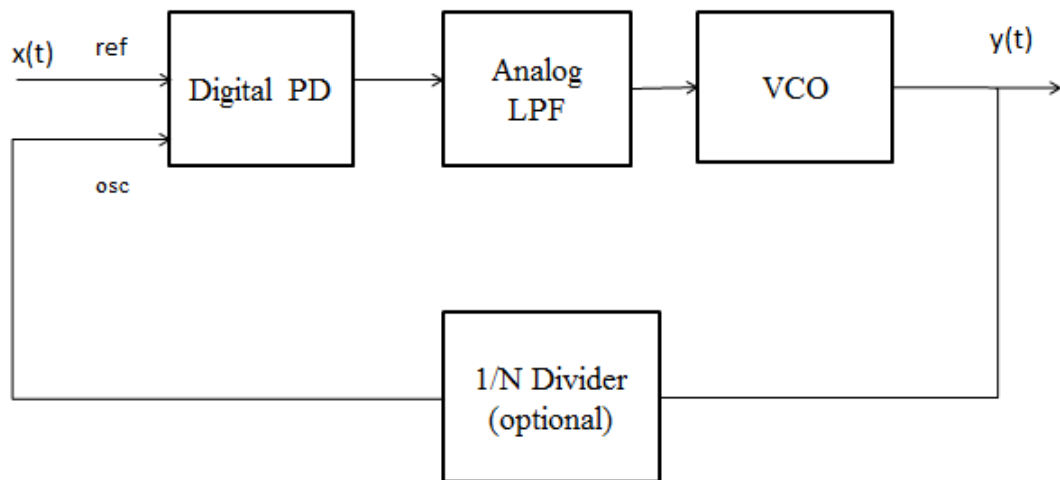 x(t)
ref
Digital PD
Analog
LPF
VCO
y(t)
osc
1/N Divider
(optional)